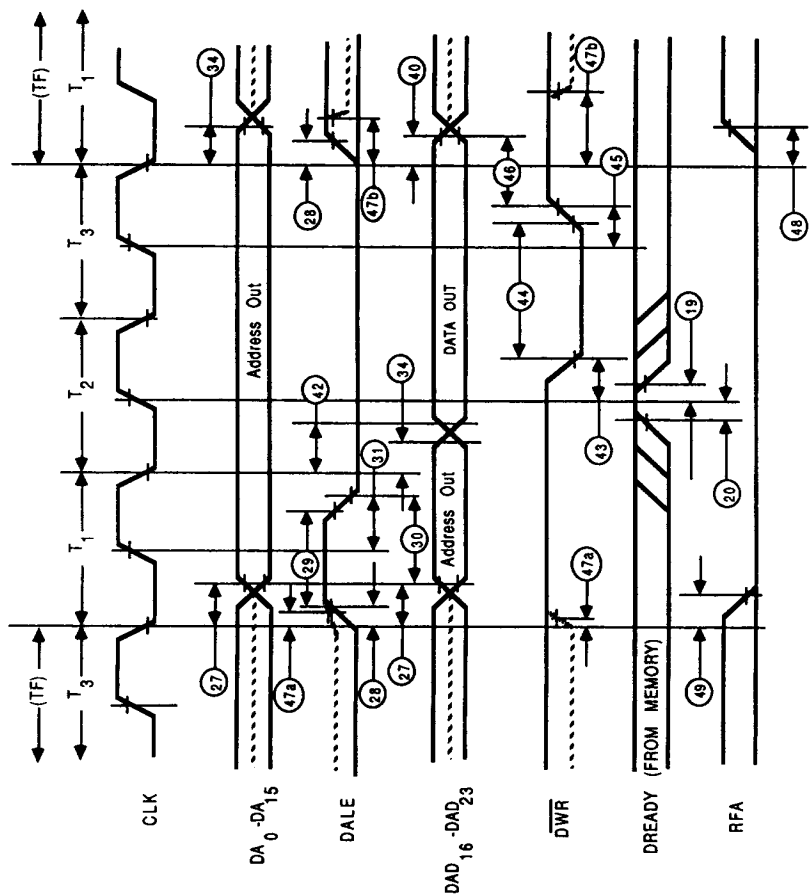 (TF) (TF)
T3 T1 T2 T3 T1
CLK
27 34
DA0-DA15 Address Out
47a 29 42 28
DALE
28 31 47b
27 30 34 40
DAD16-DAD23 Address Out DATA OUT
44 46
DWR
47a 43 45 47b
DREADY (FROM MEMORY)
49 20 19
RFA
48